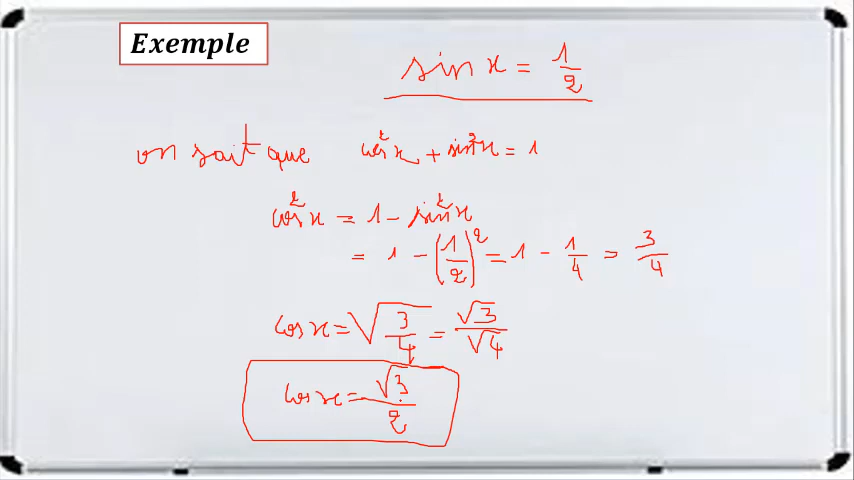 Exemple
sin x = 1/2
on sait que cos²x + sin²x = 1
cos²x = 1 - sin²x
= 1 - (1/2)² = 1 - 1/4 = 3/4
cos x = √(3/4) = √3/√4
cos x = √3/2